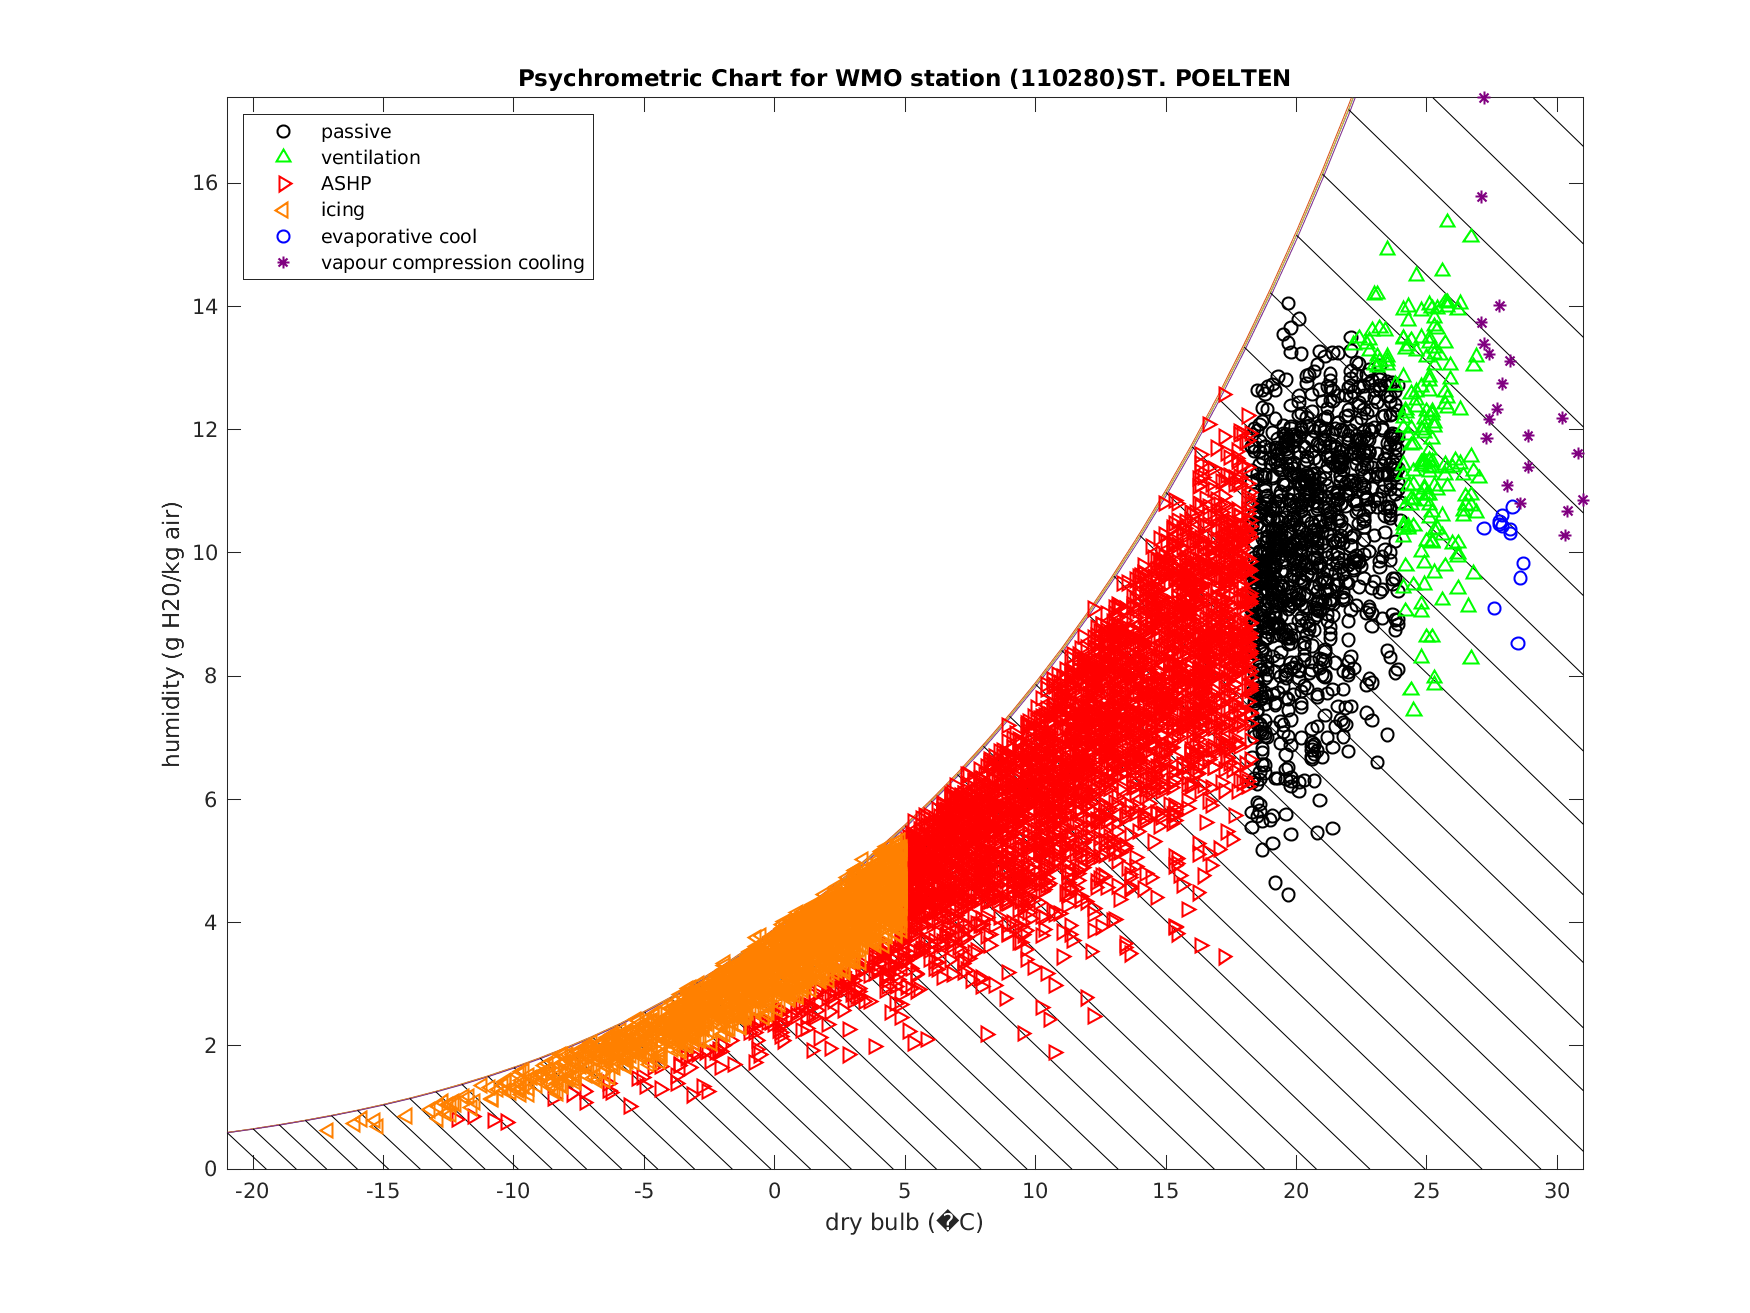 Psychrometric Chart for WMO station (110280)ST. POELTEN
passive
ventilation
ASHP
icing
evaporative cool
vapour compression cooling
humidity (g H20/kg air)
16
14
12
10
8
6
4
2
0
-20 -15 -10 -5 0 5 10 15 20 25 30
dry bulb (�C)